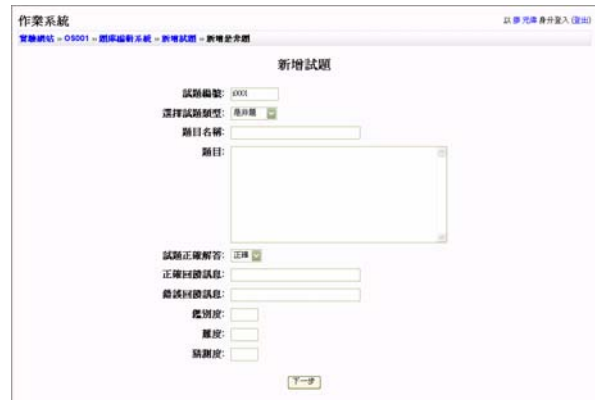 作業系統
以 廖 元偉 身分登入 (登出)
實驗網站 » OS001 » 題庫編輯系統 » 新增試題 » 新增是非題
新增試題
試題編號: j0001
選擇試題類型: 是非題
題目名稱:
題目:
試題正確解答: 正確
正確回饋訊息:
錯誤回饋訊息:
鑑別度:
難度:
猜測度:
下一步